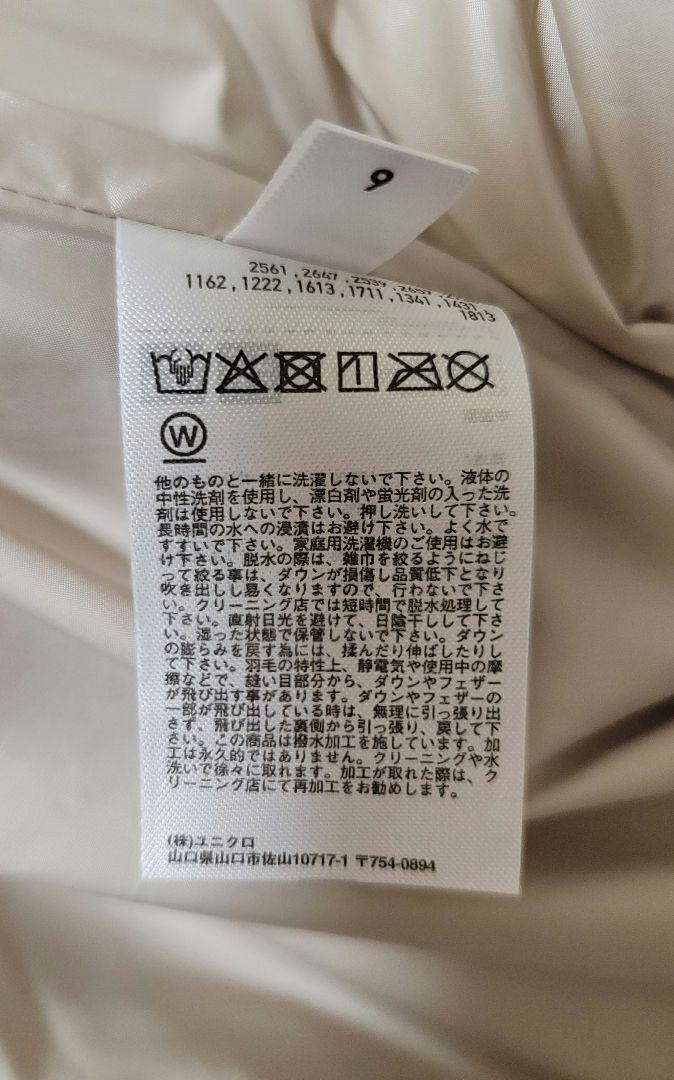 9
2561 , 2647 , 2539
1162 , 1222 , 1613 , 1711 , 1341 , 1431 ,
1813
W
他のものと一緒に洗濯しないで下さい。液体の
中性洗剤を使用し、漂白剤や蛍光剤の入った洗
剤は使用しないで下さい。押し洗いして下さい。
長時間の水への浸漬はお避け下さい。よく水で
すすいで下さい。家庭用洗濯機のご使用はお避
け下さい。脱水の際は、雑巾を絞るようにねじ
って絞る事は、ダウンが損傷し品質低下となり
吹き出しし易くなりますので、行わないで下さ
い。クリーニング店では短時間で脱水処理して
下さい。直射日光を避けて、日陰干しして下さ
い。湿った状態で保管しないで下さい。ダウン
の膨らみを戻す為には、揉んだり伸ばしたりし
て下さい。羽毛の特性上、静電気や使用中の摩
擦などで、縫い目部分から、ダウンやフェザー
が飛び出す事があります。ダウンやフェザーの
一部が飛び出している時は、無理に引っ張り出
さず、飛び出した裏側から引っ張り、戻して下
さい。この商品は撥水加工を施しています。加
工は永久的ではありません。クリーニングや水
洗いで徐々に取れます。加工が取れた際は、ク
リーニング店にて再加工をお勧めします。
(株)ユニクロ
山口県山口市佐山10717-1 〒754-0894